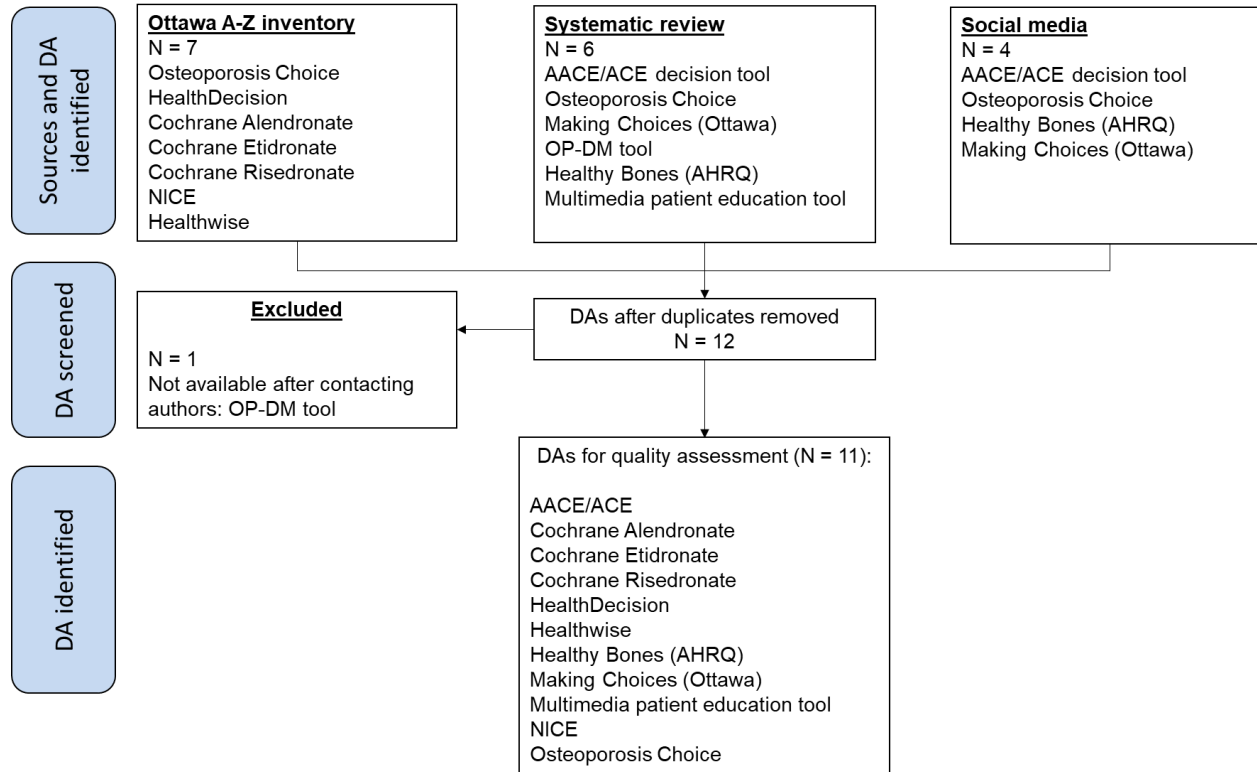 Sources and DA
identified
Ottawa A-Z inventory
N = 7
Osteoporosis Choice
HealthDecision
Cochrane Alendronate
Cochrane Etidronate
Cochrane Risedronate
NICE
Healthwise
Systematic review
N = 6
AACE/ACE decision tool
Osteoporosis Choice
Making Choices (Ottawa)
OP-DM tool
Healthy Bones (AHRQ)
Multimedia patient education tool
Social media
N = 4
AACE/ACE decision tool
Osteoporosis Choice
Healthy Bones (AHRQ)
Making Choices (Ottawa)
DA screened
Excluded
N = 1
Not available after contacting
authors: OP-DM tool
DAs after duplicates removed
N = 12
DA identified
DAs for quality assessment (N = 11):
AACE/ACE
Cochrane Alendronate
Cochrane Etidronate
Cochrane Risedronate
HealthDecision
Healthwise
Healthy Bones (AHRQ)
Making Choices (Ottawa)
Multimedia patient education tool
NICE
Osteoporosis Choice